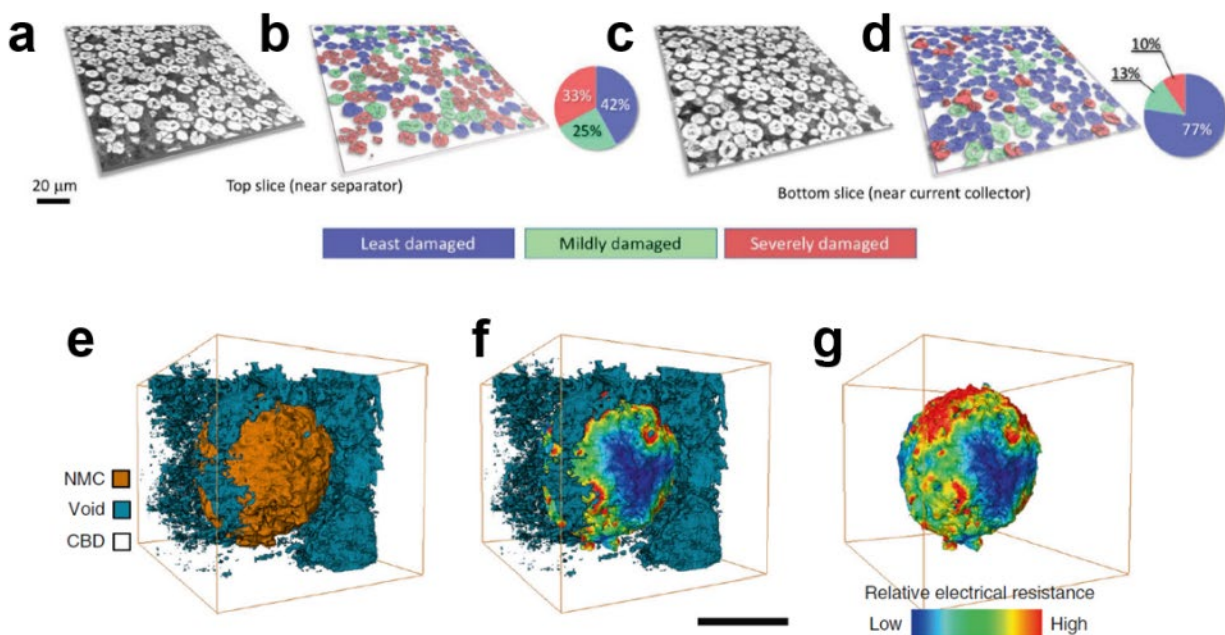 a
b
c
d
33%
42%
25%
10%
13%
77%
20 μm
Top slice (near separator)
Bottom slice (near current collector)
Least damaged
Mildly damaged
Severely damaged
e
f
g
NMC
Void
CBD
Relative electrical resistance
Low
High